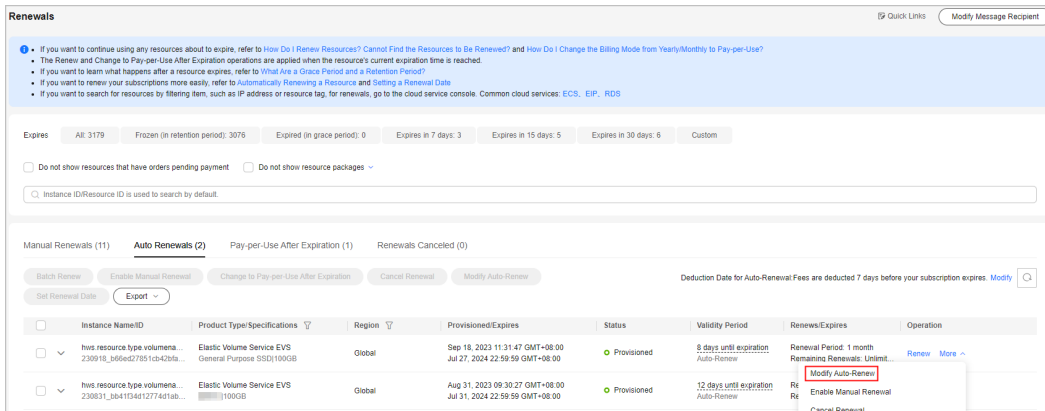 Renewals
Quick Links
Modify Message Recipient
If you want to continue using any resources about to expire, refer to How Do I Renew Resources? Cannot Find the Resources to Be Renewed? and How Do I Change the Billing Mode from Yearly/Monthly to Pay-per-Use?
The Renew and Change to Pay-per-Use After Expiration operations are applied when the resource's current expiration time is reached.
If you want to learn what happens after a resource expires, refer to What Are a Grace Period and a Retention Period?
If you want to renew your subscriptions more easily, refer to Automatically Renewing a Resource and Setting a Renewal Date
If you want to search for resources by filtering item, such as IP address or resource tag, for renewals, go to the cloud service console. Common cloud services: ECS、EIP、RDS
Expires All: 3179 Frozen (in retention period): 3076 Expired (in grace period): 0 Expires in 7 days: 3 Expires in 15 days: 5 Expires in 30 days: 6 Custom
Do not show resources that have orders pending payment Do not show resource packages
Instance ID/Resource ID is used to search by default.
Manual Renewals (11) Auto Renewals (2) Pay-per-Use After Expiration (1) Renewals Canceled (0)
Batch Renew Enable Manual Renewal Change to Pay-per-Use After Expiration Cancel Renewal Modify Auto-Renew
Deduction Date for Auto-Renewal:Fees are deducted 7 days before your subscription expires. Modify
Set Renewal Date Export
Instance Name/ID Product Type/Specifications Region Provisioned/Expires Status Validity Period Renews/Expires Operation
hws.resource.type.volumena... Elastic Volume Service EVS Global Sep 18, 2023 11:31:47 GMT+08:00 Provisioned 8 days until expiration Renewal Period: 1 month Renew More
230918_b66ed27851cb42bfa... General Purpose SSD|100GB Jul 27, 2024 22:59:59 GMT+08:00 Auto-Renew Remaining Renewals: Unlimit...
Modify Auto-Renew
hws.resource.type.volumena... Elastic Volume Service EVS Global Aug 31, 2023 09:30:27 GMT+08:00 Provisioned 12 days until expiration Re
230831_bb41f34d12774d1ab... |100GB Jul 31, 2024 22:59:59 GMT+08:00 Auto-Renew Re
Enable Manual Renewal
Cancel Renewal